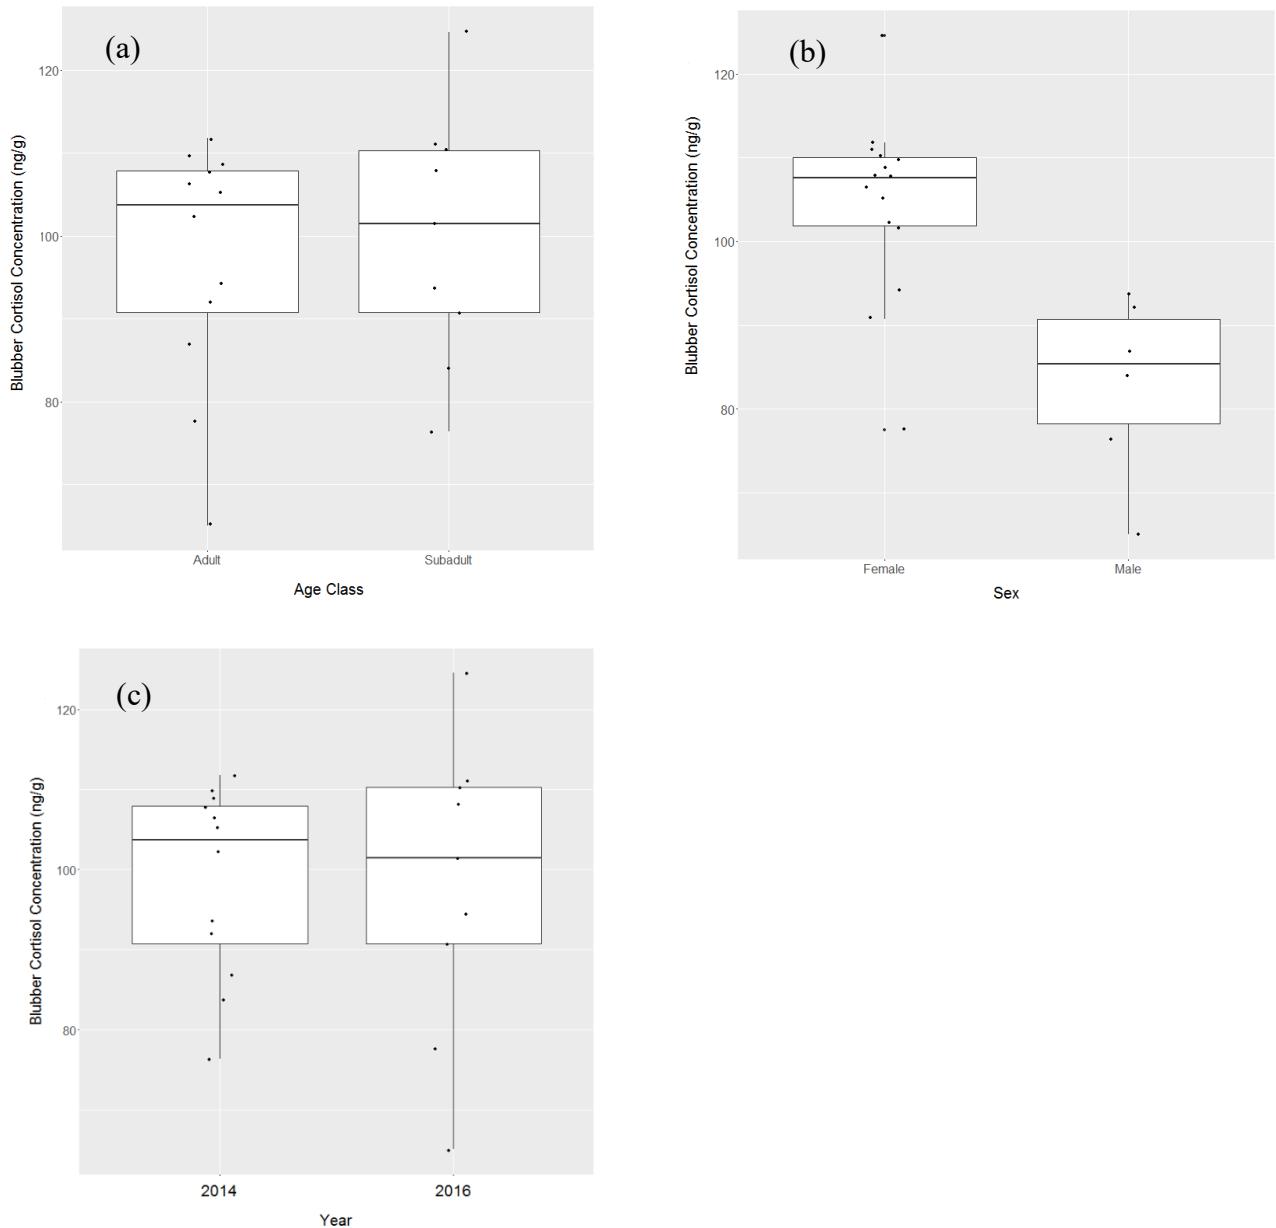 (a)
Blubber Cortisol Concentration (ng/g)
120
100
80
Adult
Subadult
Age Class
(b)
Blubber Cortisol Concentration (ng/g)
120
100
80
Female
Male
Sex
(c)
Blubber Cortisol Concentration (ng/g)
120
100
80
2014
2016
Year